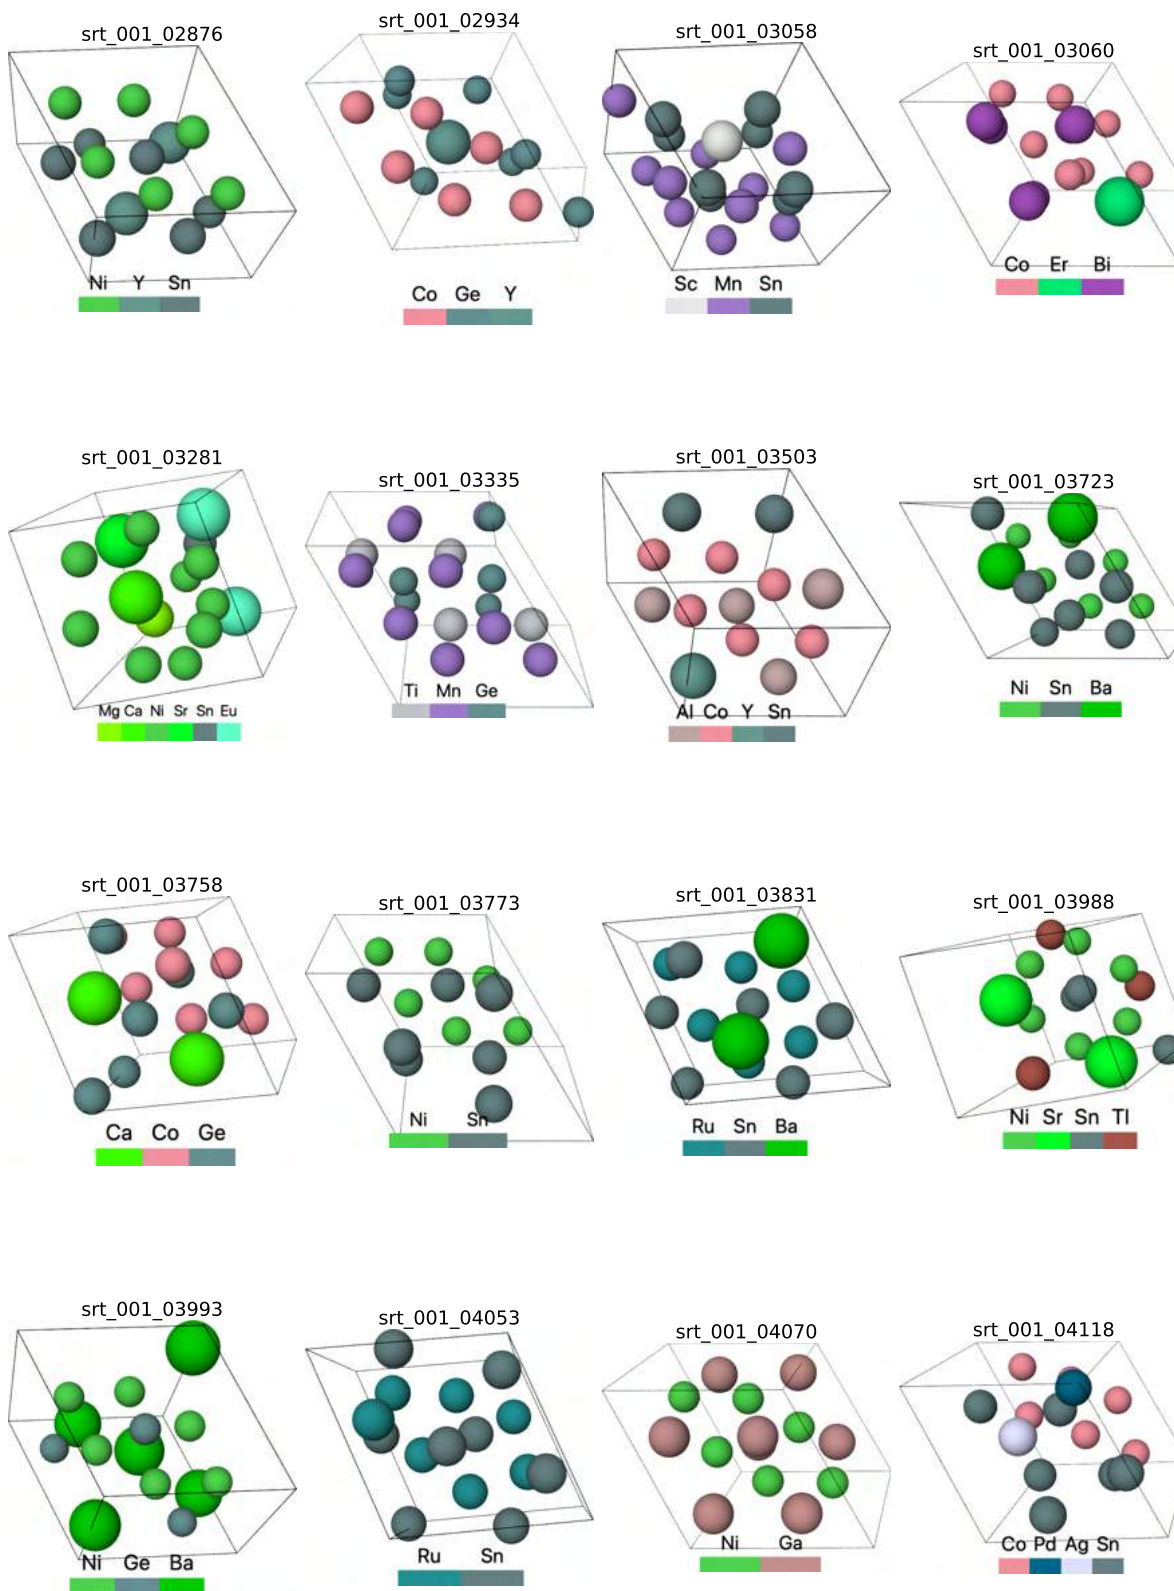 srt_001_02876
srt_001_02934
srt_001_03058
srt_001_03060
Ni Y Sn
Co Ge Y
Sc Mn Sn
Co Er Bi
srt_001_03281
srt_001_03335
srt_001_03503
srt_001_03723
Mg Ca Ni Sr Sn Eu
Ti Mn Ge
Al Co Y Sn
Ni Sn Ba
srt_001_03758
srt_001_03773
srt_001_03831
srt_001_03988
Ca Co Ge
Ni Sn
Ru Sn Ba
Ni Sr Sn Tl
srt_001_03993
srt_001_04053
srt_001_04070
srt_001_04118
Ni Ge Ba
Ru Sn
Ni Ga
Co Pd Ag Sn